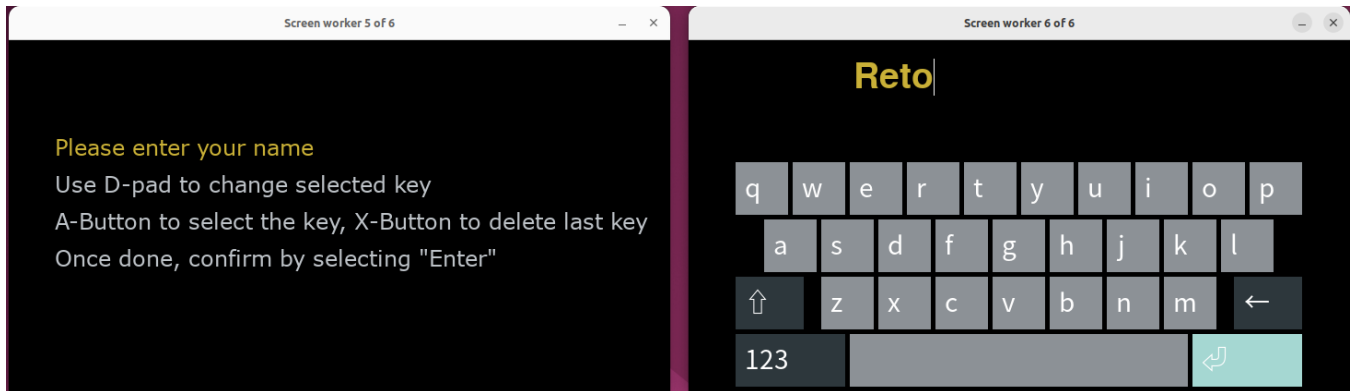 Screen worker 5 of 6
Please enter your name
Use D-pad to change selected key
A-Button to select the key, X-Button to delete last key
Once done, confirm by selecting "Enter"
Screen worker 6 of 6
Reto
q w e r t y u i o p
a s d f g h j k l
⇧ z x c v b n m ←
123 ⏎